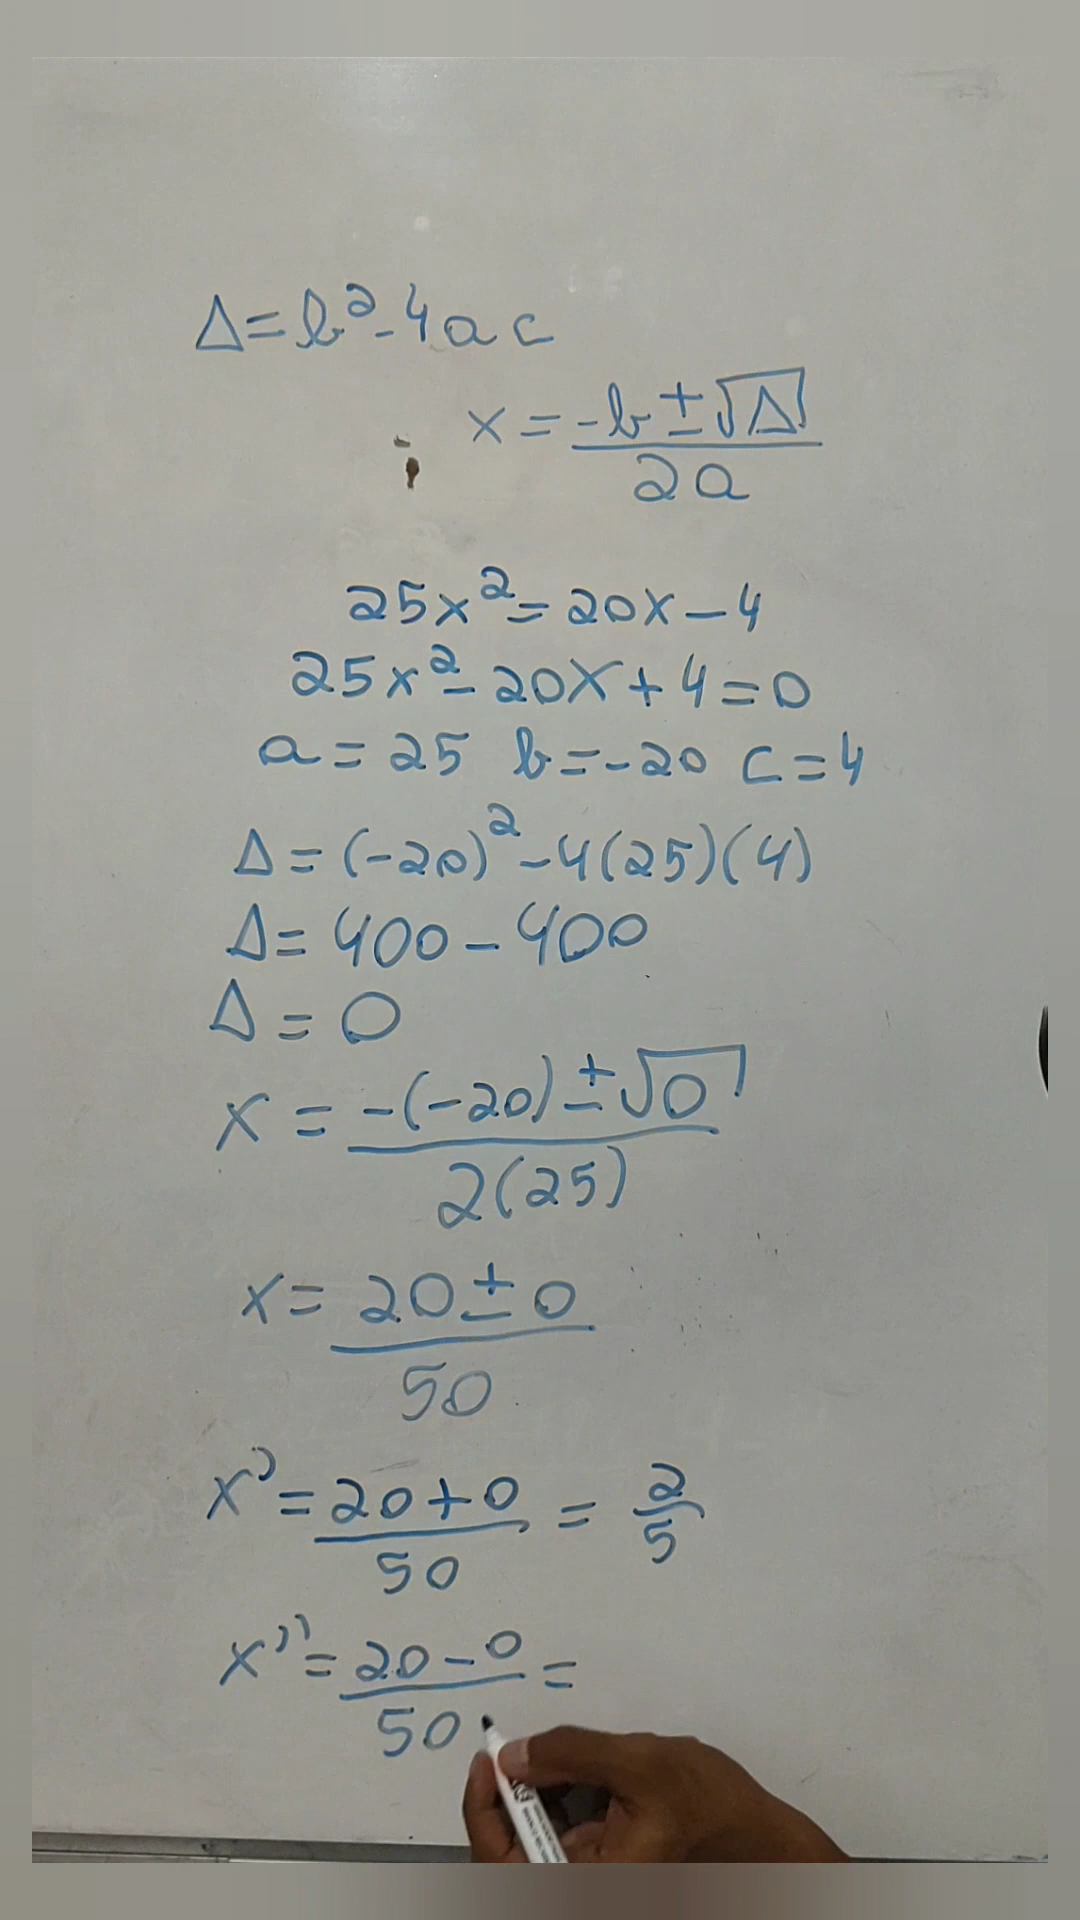 Δ = b² - 4ac
x = (-b ± √Δ) / 2a
25x² = 20x - 4
25x² - 20x + 4 = 0
a = 25 b = -20 c = 4
Δ = (-20)² - 4(25)(4)
Δ = 400 - 400
Δ = 0
x = (-(-20) ± √0) / 2(25)
x = (20 ± 0) / 50
x' = (20 + 0) / 50 = 2/5
x'' = (20 - 0) / 50 =